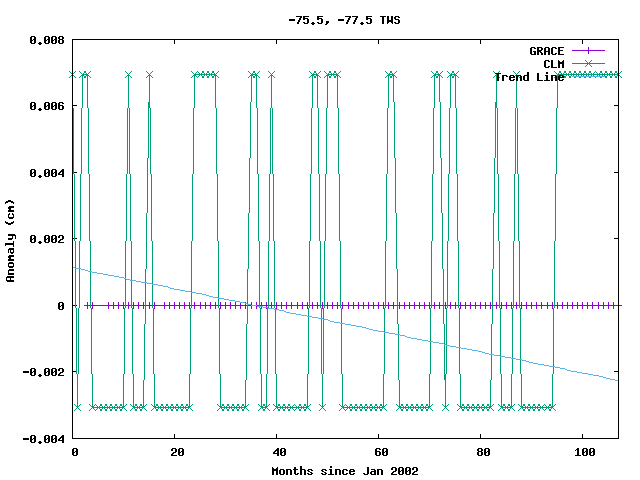 -75.5, -77.5 TWS
0.008
0.006
0.004
0.002
0
-0.002
-0.004
Anomaly (cm)
GRACE
CLM
Trend Line
0 20 40 60 80 100
Months since Jan 2002